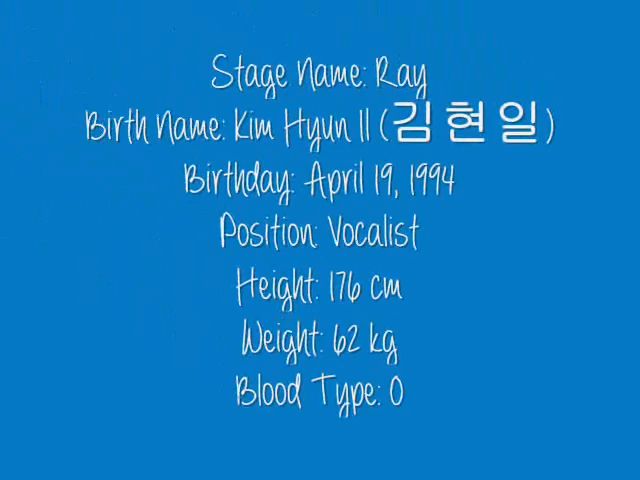 Stage Name: Ray
Birth Name: Kim Hyun Il (김현일)
Birthday: April 19, 1994
Position: Vocalist
Height: 176 cm
Weight: 62 kg
Blood Type: O